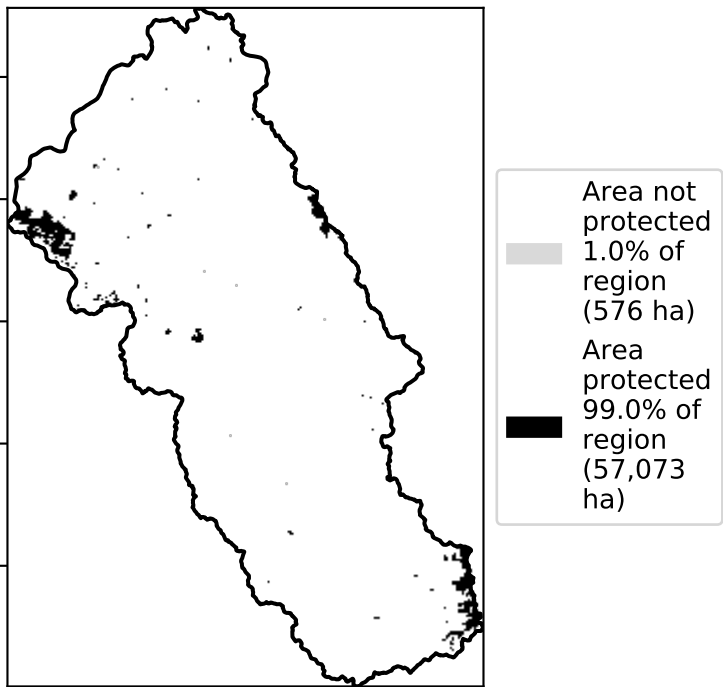 Area not
protected
1.0% of
region
(576 ha)
Area
protected
99.0% of
region
(57,073
ha)